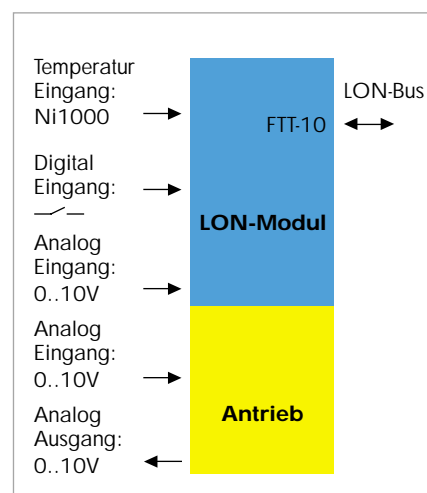 Temperatur
Eingang:
Ni1000
LON-Bus
FTT-10
Digital
Eingang:
LON-Modul
Analog
Eingang:
0..10V
Analog
Eingang:
0..10V
Antrieb
Analog
Ausgang:
0..10V